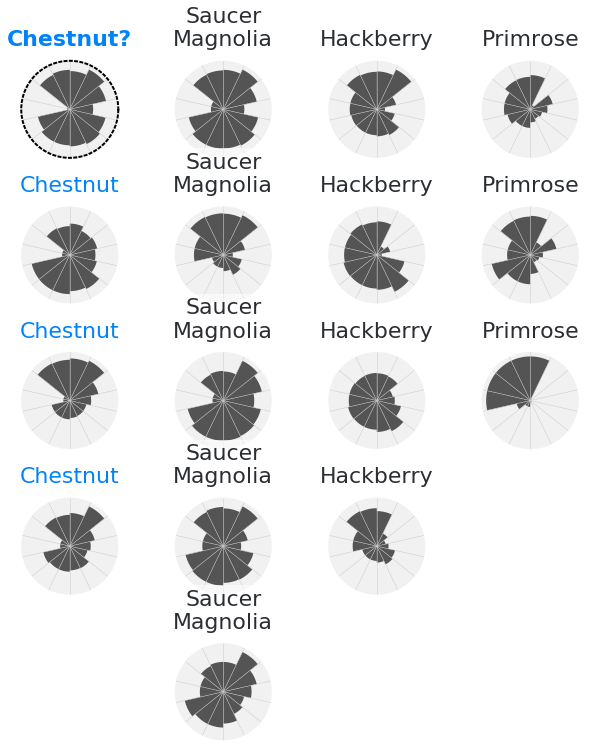 Saucer
Chestnut? Magnolia Hackberry Primrose
Saucer
Chestnut Magnolia Hackberry Primrose
Saucer
Chestnut Magnolia Hackberry Primrose
Saucer
Chestnut Magnolia Hackberry
Saucer
Magnolia